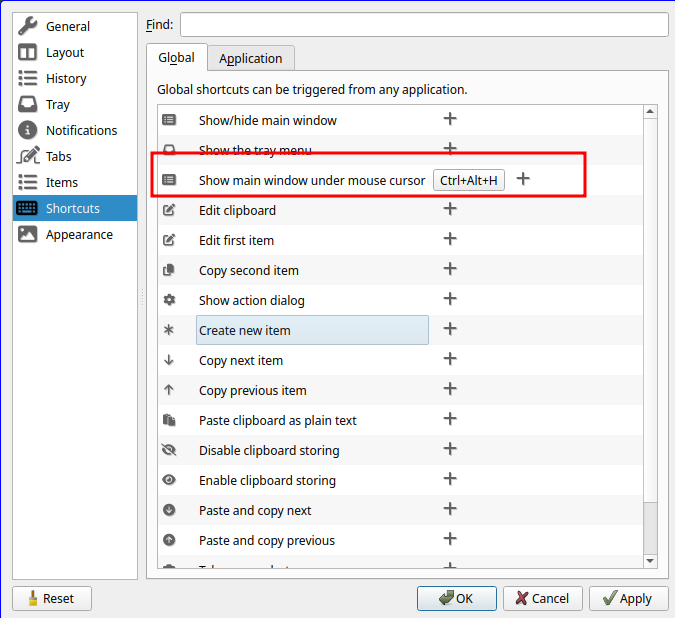 General
Layout
History
Tray
Notifications
Tabs
Items
Shortcuts
Appearance
Find:
Global
Application
Global shortcuts can be triggered from any application.
Show/hide main window
Show the tray menu
Show main window under mouse cursor Ctrl+Alt+H
Edit clipboard
Edit first item
Copy second item
Show action dialog
Create new item
Copy next item
Copy previous item
Paste clipboard as plain text
Disable clipboard storing
Enable clipboard storing
Paste and copy next
Paste and copy previous
Reset
OK
Cancel
Apply